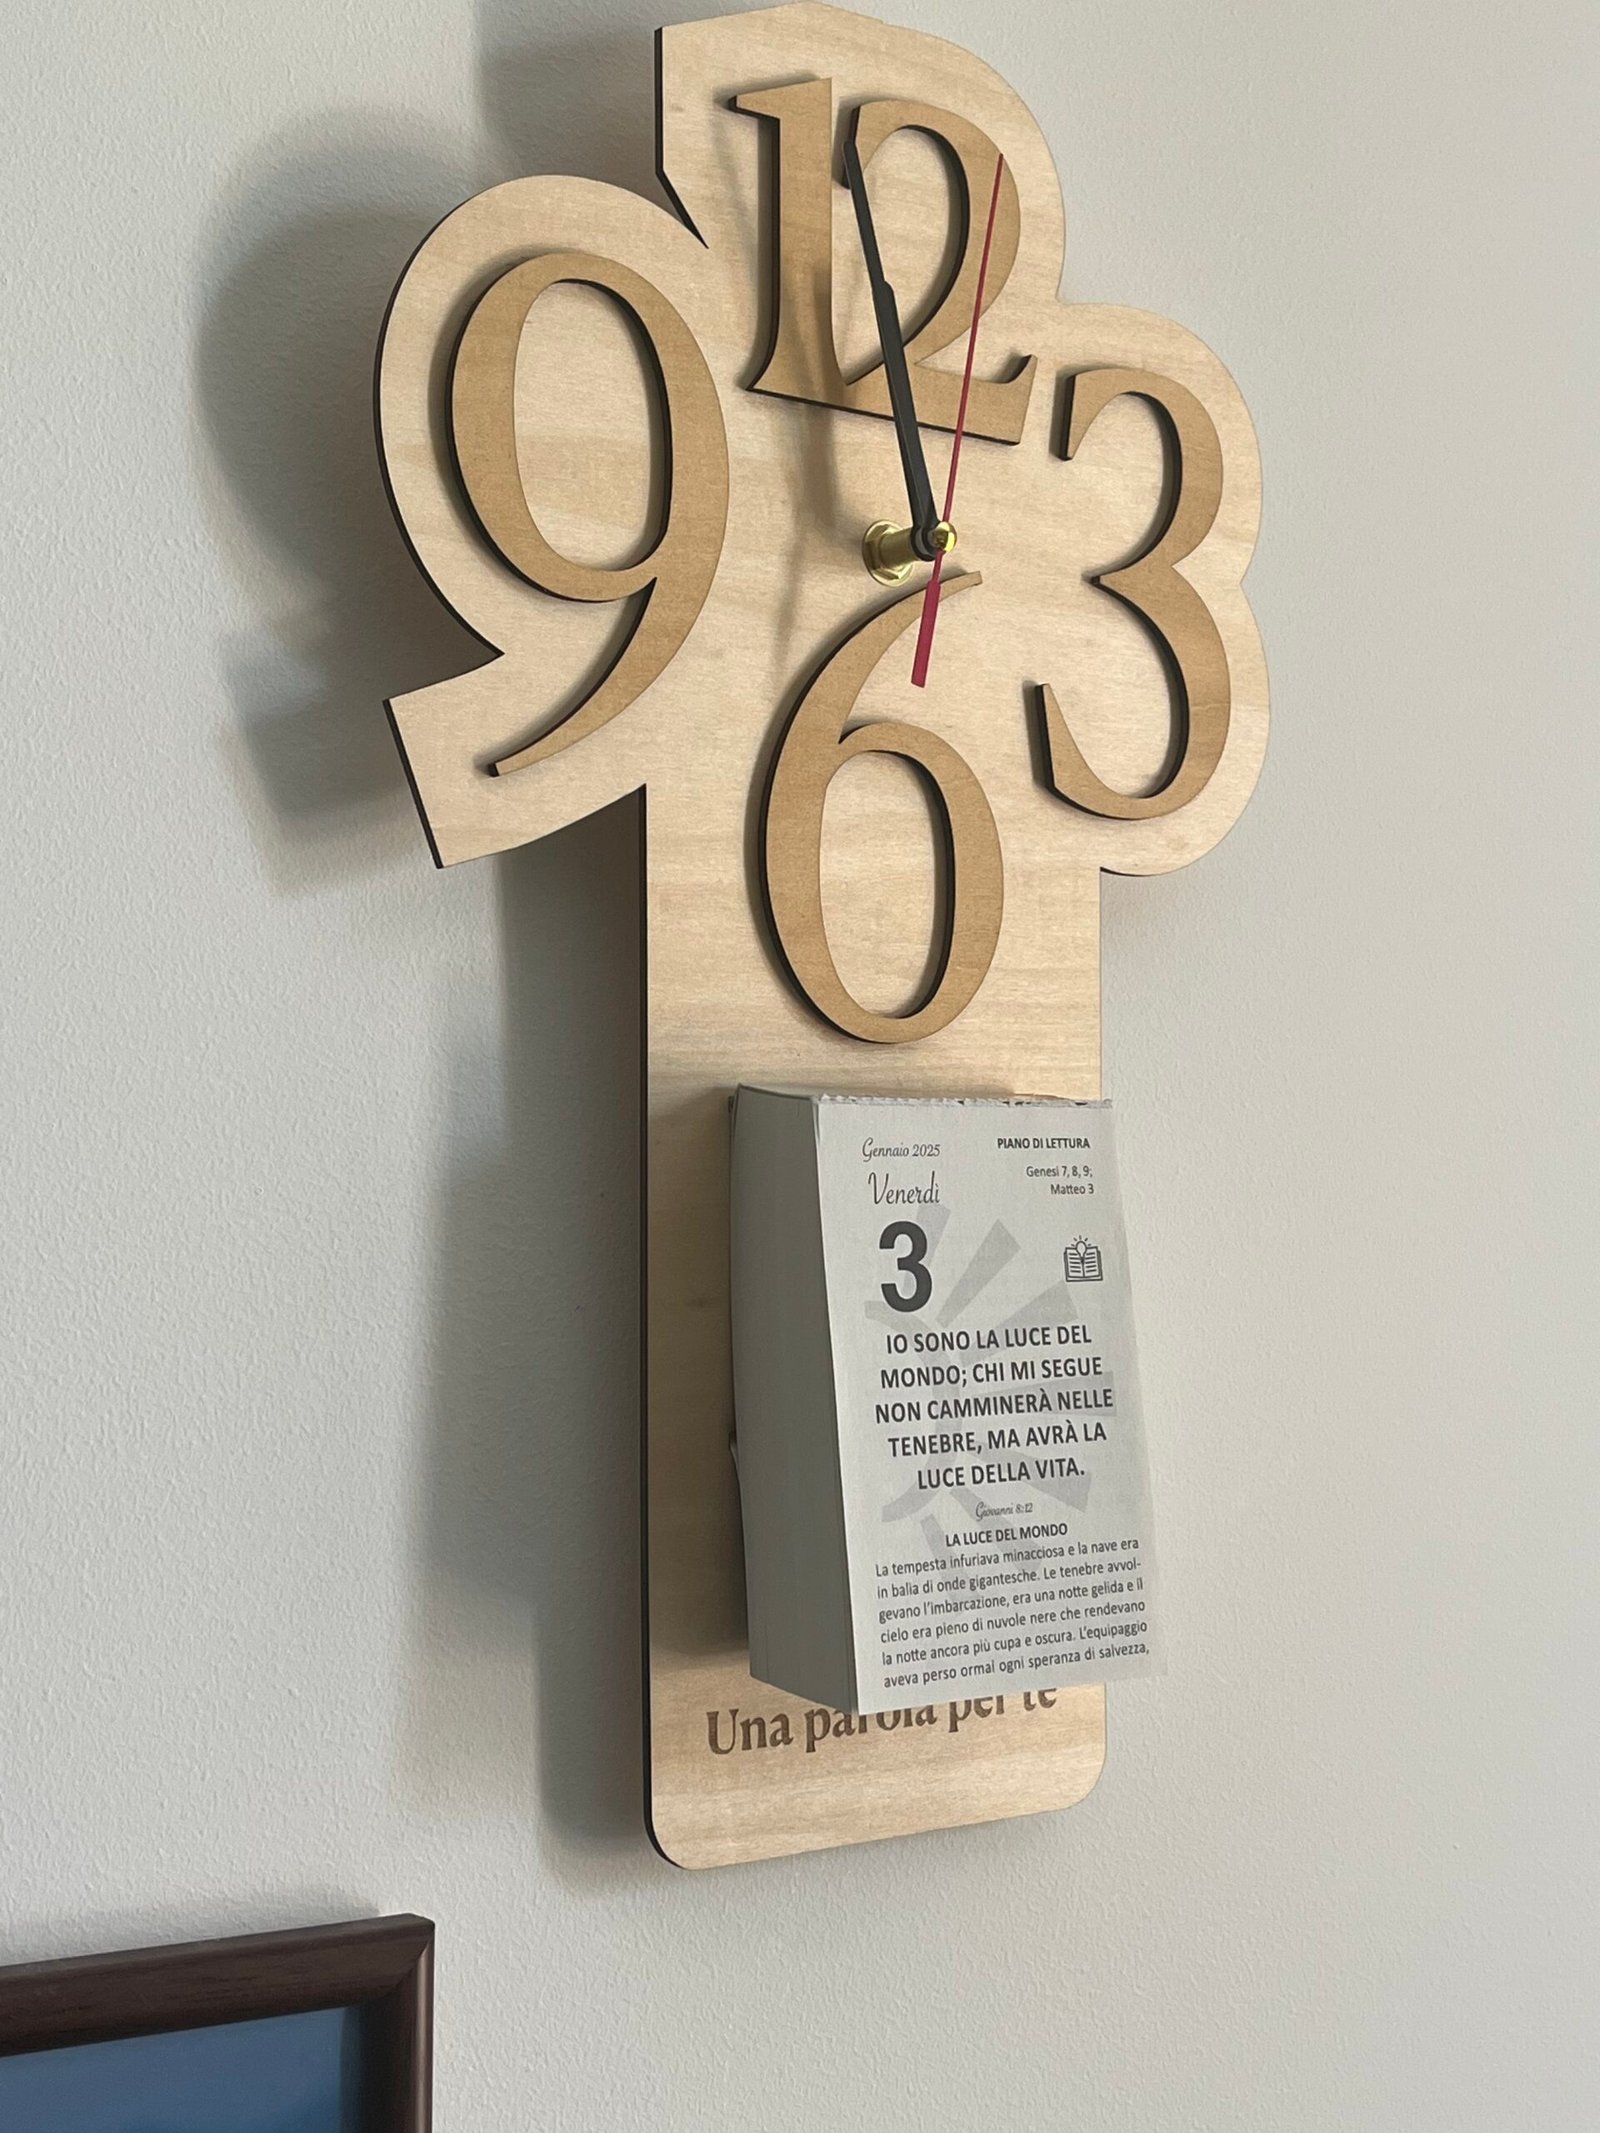 12
9
3
6
Gennaio 2025
Venerdì
3
PIANO DI LETTURA
Genesi 7, 8, 9;
Matteo 3
IO SONO LA LUCE DEL
MONDO; CHI MI SEGUE
NON CAMMINERÀ NELLE
TENEBRE, MA AVRÀ LA
LUCE DELLA VITA.
Giovanni 8:12
LA LUCE DEL MONDO
La tempesta infuriava minacciosa e la nave era
in balia di onde gigantesche. Le tenebre avvol-
gevano l'imbarcazione, era una notte gelida e il
cielo era pieno di nuvole nere che rendevano
la notte ancora più cupa e oscura. L'equipaggio
aveva perso ormai ogni speranza di salvezza,
Una parola per te